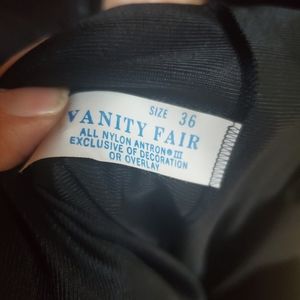 SIZE 36
VANITY FAIR
ALL NYLON ANTRON® III
EXCLUSIVE OF DECORATION
OR OVERLAY